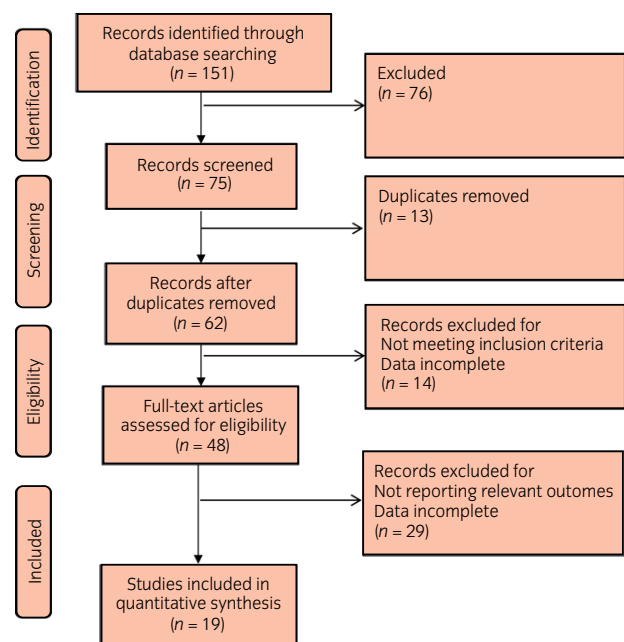 Identification
Records identified through
database searching
(n = 151)
Excluded
(n = 76)
Records screened
(n = 75)
Screening
Duplicates removed
(n = 13)
Records after
duplicates removed
(n = 62)
Eligibility
Records excluded for
Not meeting inclusion criteria
Data incomplete
(n = 14)
Full-text articles
assessed for eligibility
(n = 48)
Records excluded for
Not reporting relevant outcomes
Data incomplete
(n = 29)
Included
Studies included in
quantitative synthesis
(n = 19)